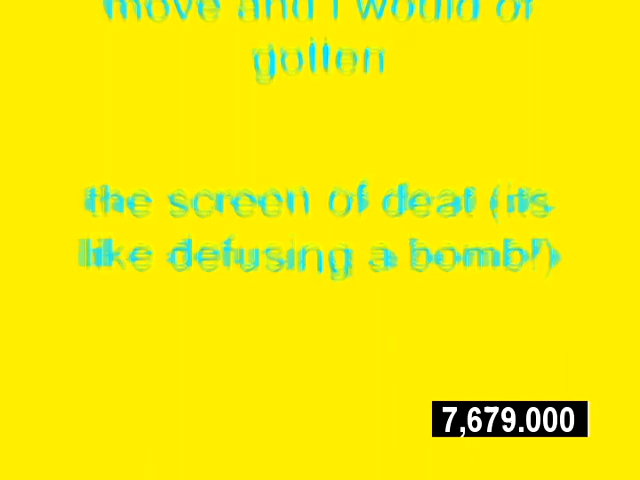 move and i would of
gotten
the screen of deat (its
like defusing a bomb!)
7,679.000